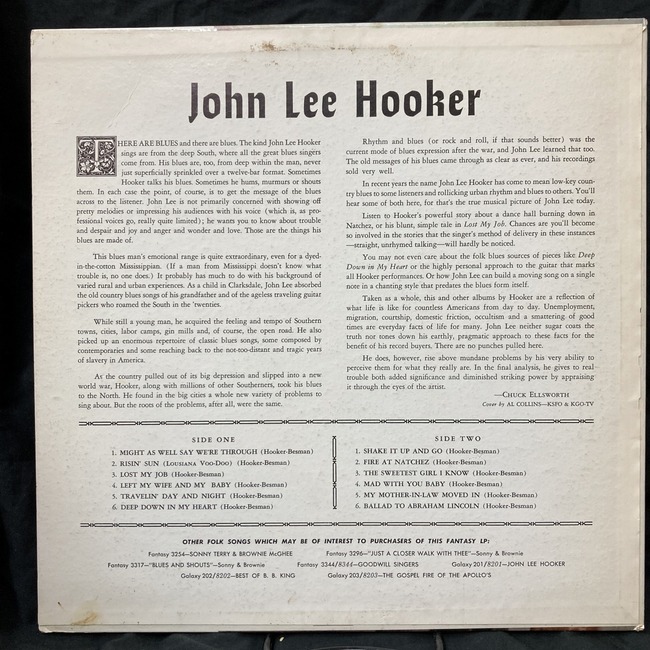 John Lee Hooker
THERE ARE BLUES and there are blues. The kind John Lee Hooker
sings are from the deep South, where all the great blues singers
come from. His blues are, too, from deep within the man, never
just superficially sprinkled over a twelve-bar format. Sometimes
Hooker talks his blues. Sometimes he hums, murmurs or shouts
them. In each case the point, of course, is to get the message of the blues
across to the listener. John Lee is not primarily concerned with showing off
pretty melodies or impressing his audiences with his voice (which is, as pro-
fessional voices go, really quite limited); he wants you to know about trouble
and despair and joy and anger and wonder and love. Those are the things his
blues are made of.
This blues man's emotional range is quite extraordinary, even for a dyed-
in-the-cotton Mississippian. (If a man from Mississippi doesn't know what
trouble is, no one does.) It probably has much to do with his background of
varied rural and urban experiences. As a child in Clarksdale, John Lee absorbed
the old country blues songs of his grandfather and of the ageless traveling guitar
pickers who roamed the South in the 'twenties.
While still a young man, he acquired the feeling and tempo of Southern
towns, cities, labor camps, gin mills and, of course, the open road. He also
picked up an enormous repertoire of classic blues songs, some composed by
contemporaries and some reaching back to the not-too-distant and tragic years
of slavery in America.
As the country pulled out of its big depression and slipped into a new
world war, Hooker, along with millions of other Southerners, took his blues
to the North. He found in the big cities a whole new variety of problems to
sing about. But the roots of the problems, after all, were the same.
Rhythm and blues (or rock and roll, if that sounds better) was the
current mode of blues expression after the war, and John Lee learned that too.
The old messages of his blues came through as clear as ever, and his recordings
sold very well.
In recent years the name John Lee Hooker has come to mean low-key coun-
try blues to some listeners and rollicking urban rhythm and blues to others. You'll
hear some of both here, for that's the true musical picture of John Lee today.
Listen to Hooker's powerful story about a dance hall burning down in
Natchez, or his blunt, simple tale in Lost My Job. Chances are you'll become
so involved in the stories that the singer's method of delivery in these instances
—straight, unrhymed talking—will hardly be noticed.
You may not even care about the folk blues sources of pieces like Deep
Down in My Heart or the highly personal approach to the guitar that marks
all Hooker performances. Or how John Lee can build a moving song on a single
note in a chanting style that predates the blues form itself.
Taken as a whole, this and other albums by Hooker are a reflection of
what life is like for countless Americans from day to day. Unemployment,
migration, courtship, domestic friction, occultism and a smattering of good
times are everyday facts of life for many. John Lee neither sugar coats the
truth nor tones down his earthly, pragmatic approach to these facts for the
benefit of his record buyers. There are no punches pulled here.
He does, however, rise above mundane problems by his very ability to
perceive them for what they really are. In the final analysis, he gives to real
trouble both added significance and diminished striking power by appraising
it through the eyes of the artist.
—CHUCK ELLSWORTH
Cover by AL COLLINS—KSFO & KGO-TV
SIDE ONE
1. MIGHT AS WELL SAY WE'RE THROUGH (Hooker-Besman)
2. RISIN' SUN (LOUSIANA VOO-DOO) (Hooker-Besman)
3. LOST MY JOB (Hooker-Besman)
4. LEFT MY WIFE AND MY BABY (Hooker-Besman)
5. TRAVELIN' DAY AND NIGHT (Hooker-Besman)
6. DEEP DOWN IN MY HEART (Hooker-Besman)
SIDE TWO
1. SHAKE IT UP AND GO (Hooker-Besman)
2. FIRE AT NATCHEZ (Hooker-Besman)
3. THE SWEETEST GIRL I KNOW (Hooker-Besman)
4. MAD WITH YOU BABY (Hooker-Besman)
5. MY MOTHER-IN-LAW MOVED IN (Hooker-Besman)
6. BALLAD TO ABRAHAM LINCOLN (Hooker-Besman)
OTHER FOLK SONGS WHICH MAY BE OF INTEREST TO PURCHASERS OF THIS FANTASY LP:
Fantasy 3254—SONNY TERRY & BROWNIE McGHEE Fantasy 3296—"JUST A CLOSER WALK WITH THEE"—Sonny & Brownie
Fantasy 3317—"BLUES AND SHOUTS"—Sonny & Brownie Fantasy 3344/8344—GOODWILL SINGERS Galaxy 201/8201—JOHN LEE HOOKER
Galaxy 202/8202—BEST OF B. B. KING Galaxy 203/8203—THE GOSPEL FIRE OF THE APOLLO'S